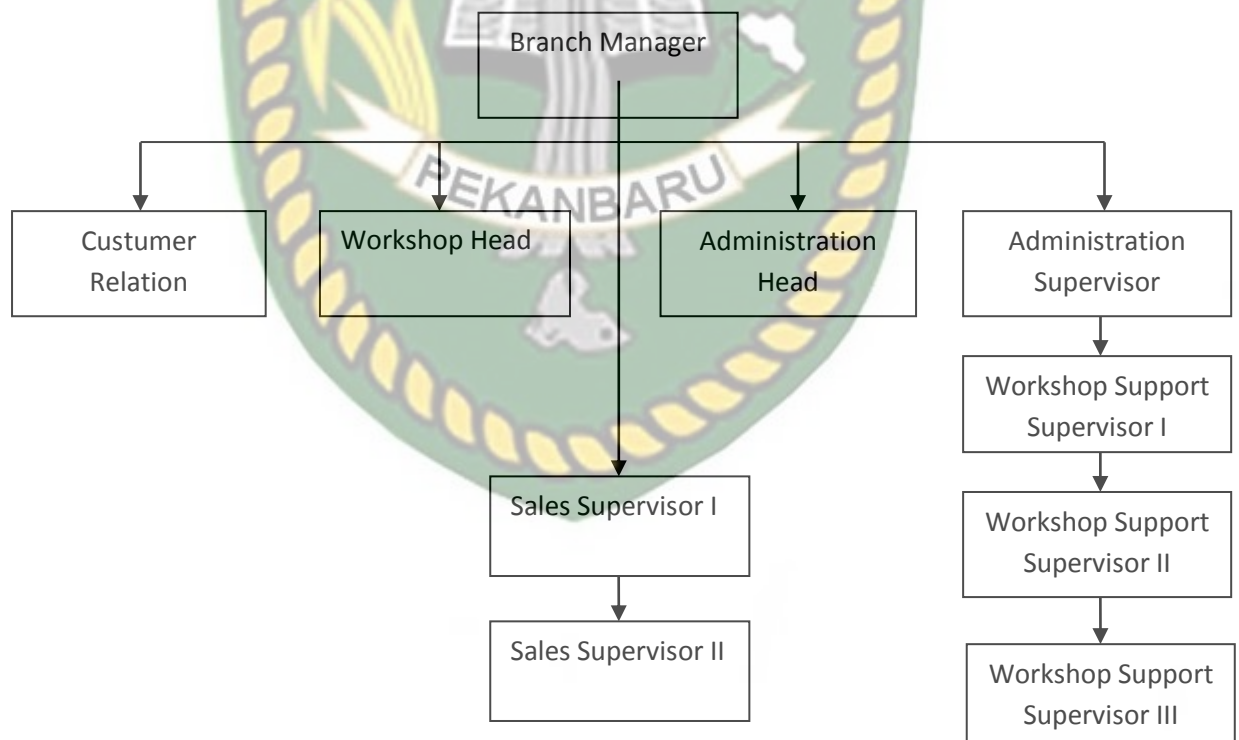 Branch Manager
PEKANBARU
Custumer
Relation
Workshop Head
Administration
Head
Administration
Supervisor
Workshop Support
Supervisor I
Sales Supervisor I
Workshop Support
Supervisor II
Sales Supervisor II
Workshop Support
Supervisor III